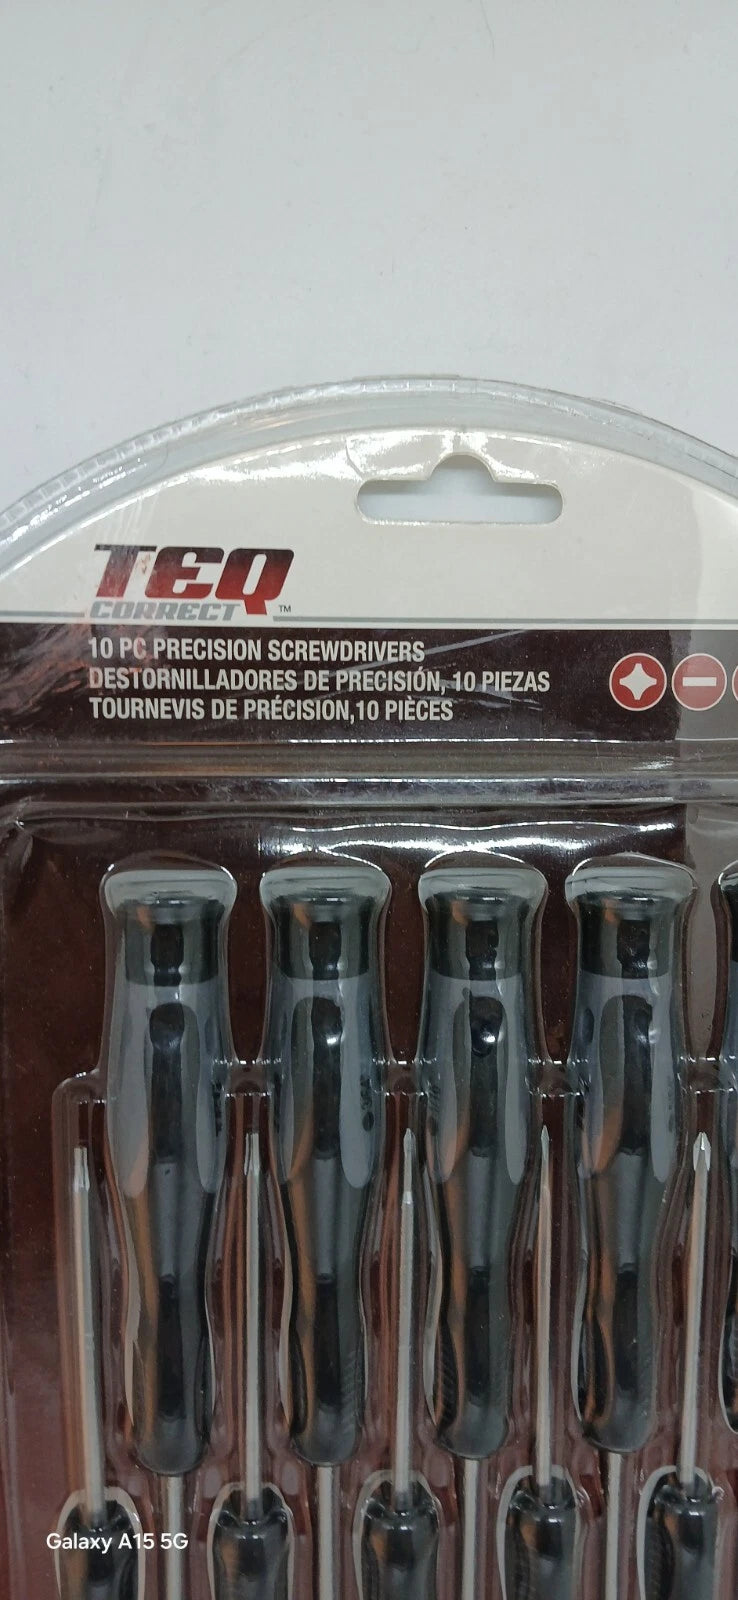 TEQ
CORRECT ™
10 PC PRECISION SCREWDRIVERS
DESTORNILLADORES DE PRECISIÓN, 10 PIEZAS
TOURNEVIS DE PRÉCISION,10 PIÈCES
Galaxy A15 5G